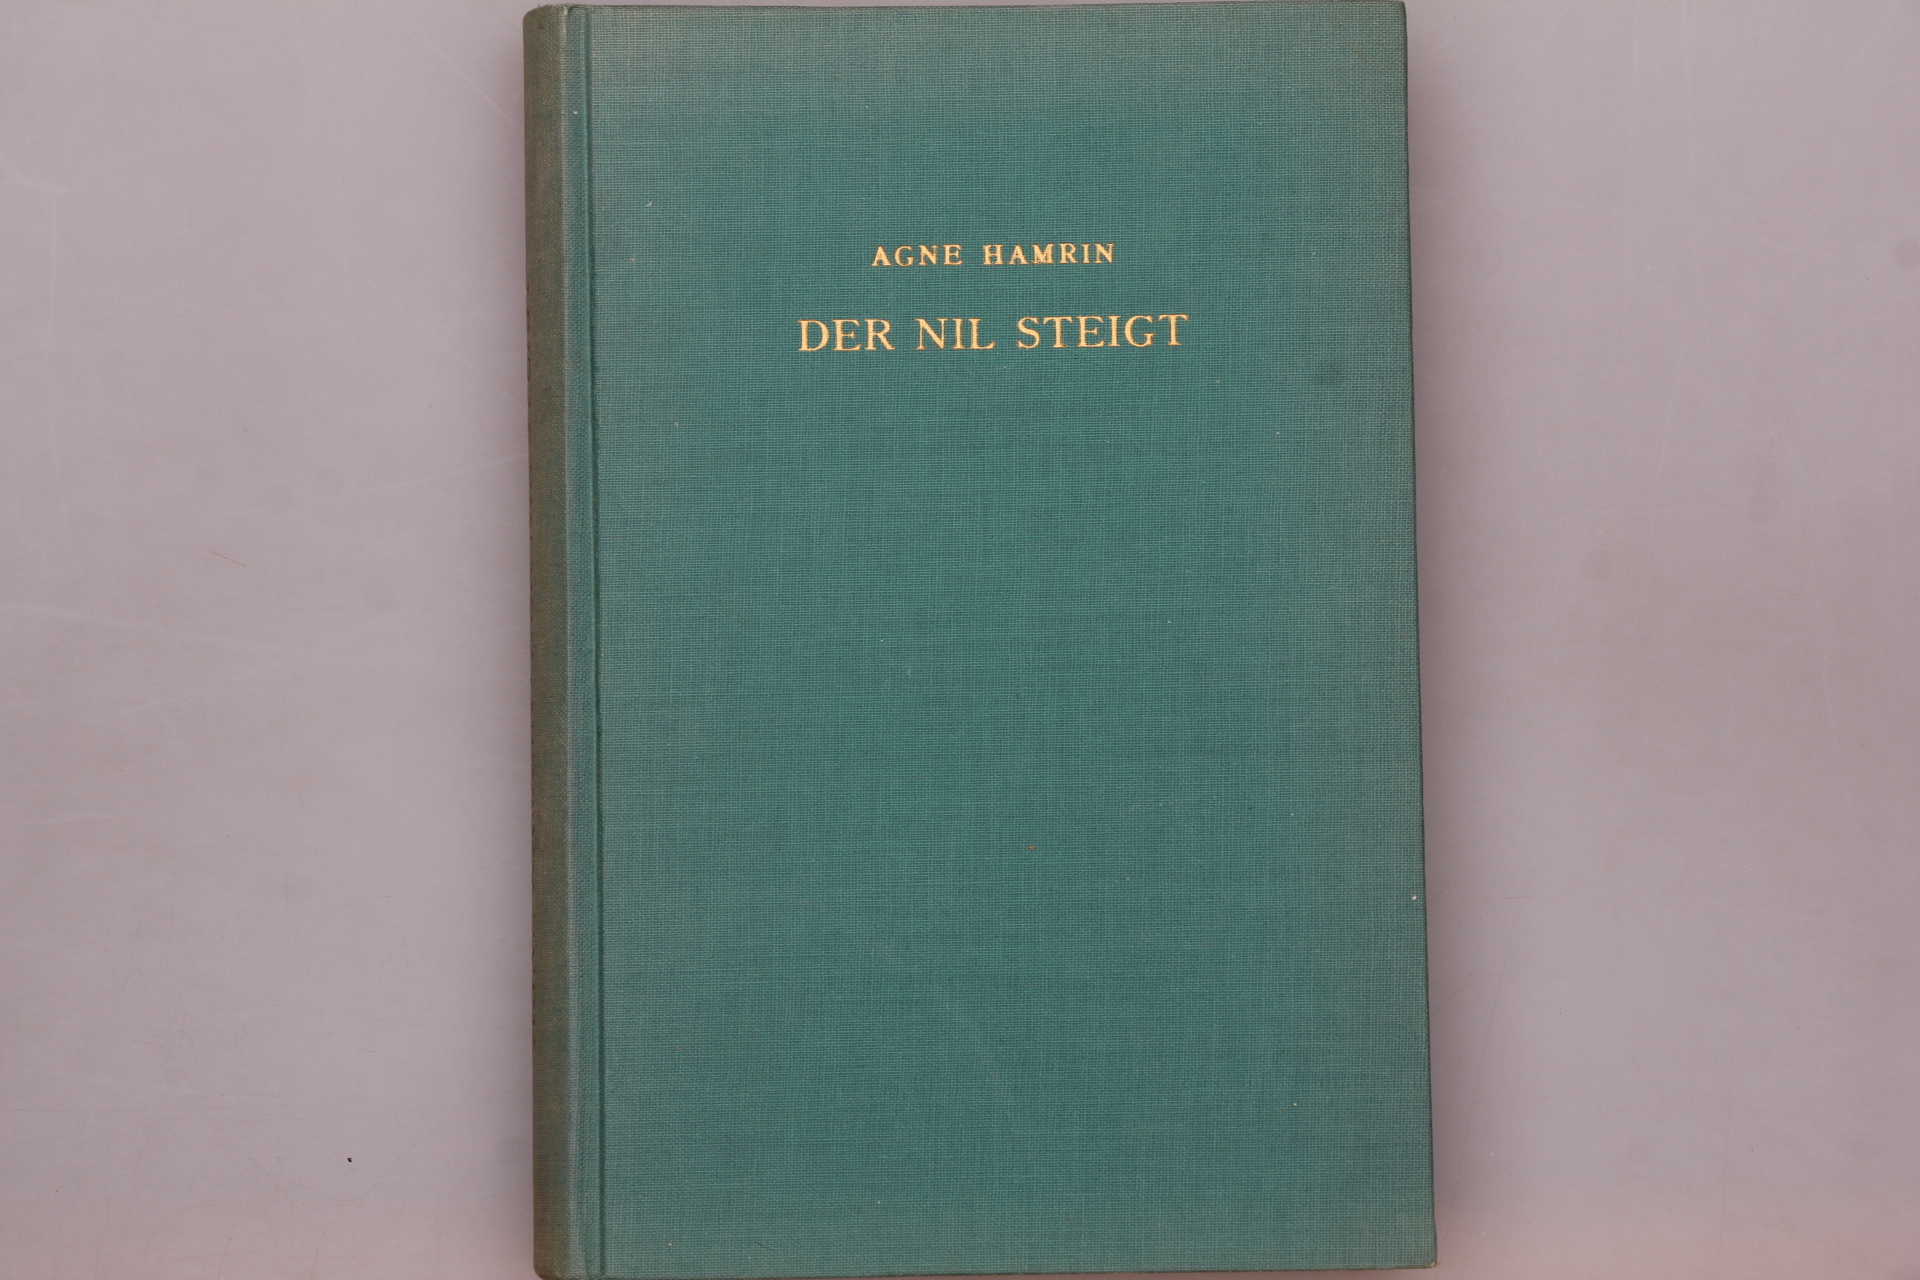 AGNE HAMRIN
DER NIL STEIGT